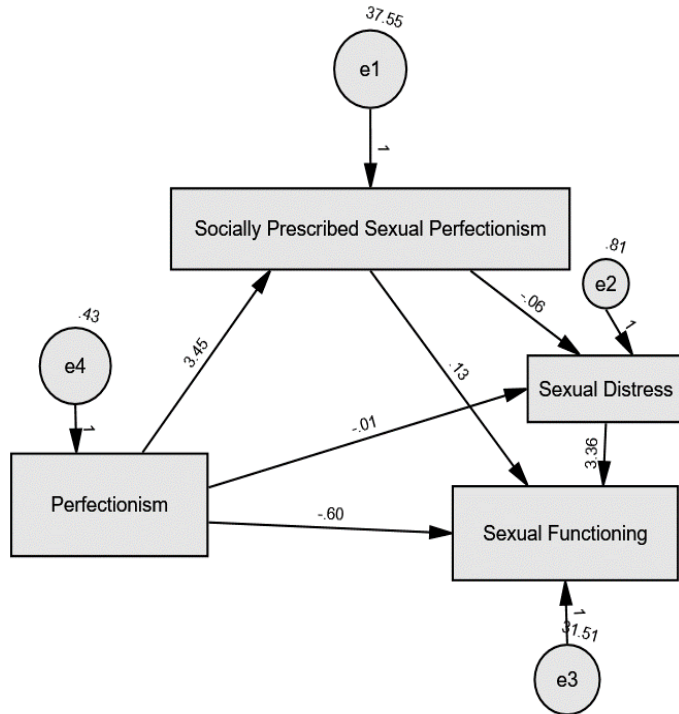 37.55
e1
1
Socially Prescribed Sexual Perfectionism
.81
e2
1
-.06
.43
e4
1
3.45
.13
Sexual Distress
-.01
3.36
Perfectionism
-.60
Sexual Functioning
1
31.51
e3